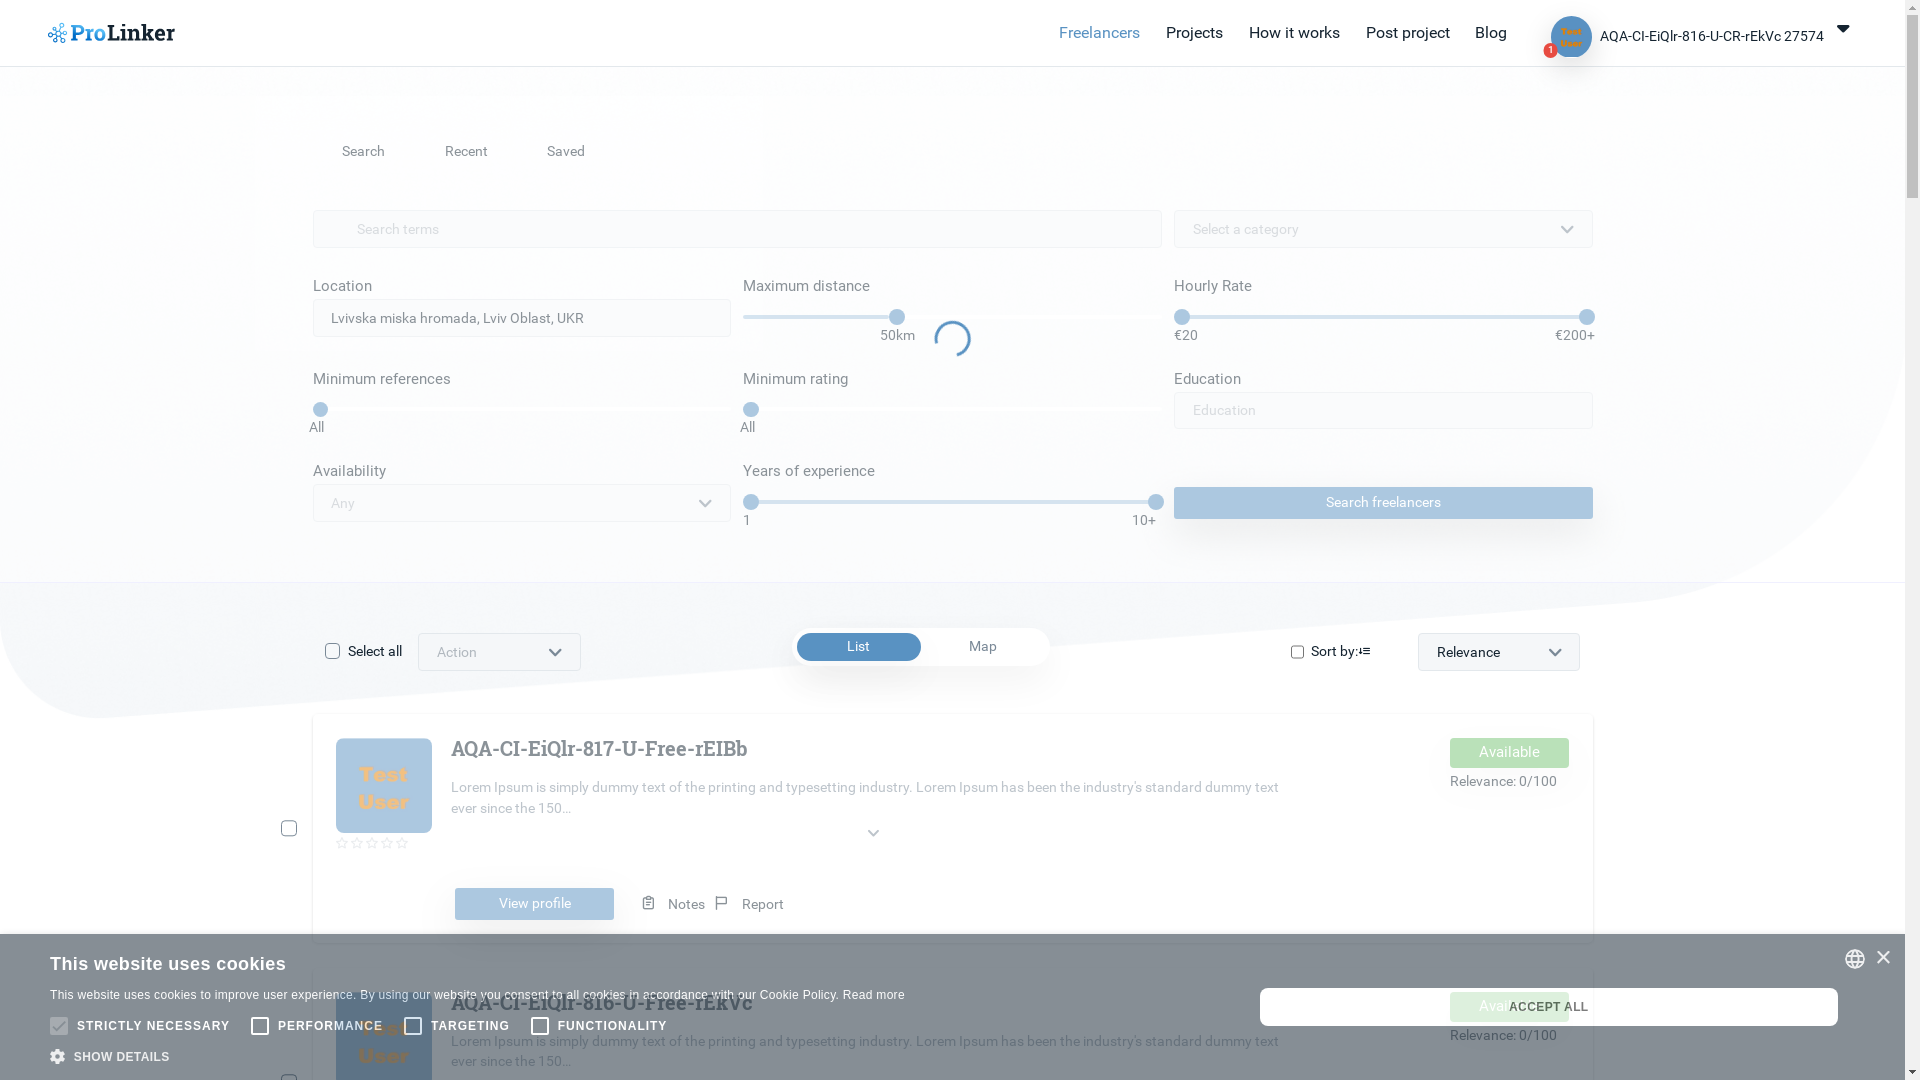 ProLinker
Freelancers Projects How it works Post project Blog
Test User
1
AQA-CI-EiQlr-816-U-CR-rEkVc 27574
Search Recent Saved
Search terms
Select a category
Location
Lvivska miska hromada, Lviv Oblast, UKR
Maximum distance
50km
Hourly Rate
€20 €200+
Minimum references
All
Minimum rating
All
Education
Education
Availability
Any
Years of experience
1 10+
Search freelancers
Select all
Action
List Map
Sort by:
Relevance
Test
User
AQA-CI-EiQlr-817-U-Free-rEIBb
Lorem Ipsum is simply dummy text of the printing and typesetting industry. Lorem Ipsum has been the industry's standard dummy text
ever since the 150...
Available
Relevance: 0/100
View profile Notes Report
This website uses cookies
This website uses cookies to improve user experience. By using our website you consent to all cookies in accordance with our Cookie Policy. Read more
STRICTLY NECESSARY PERFORMANCE TARGETING FUNCTIONALITY
SHOW DETAILS
ACCEPT ALL
AQA-CI-EiQlr-816-U-Free-rEkVc
Lorem Ipsum is simply dummy text of the printing and typesetting industry. Lorem Ipsum has been the industry's standard dummy text
ever since the 150...
User
Relevance: 0/100